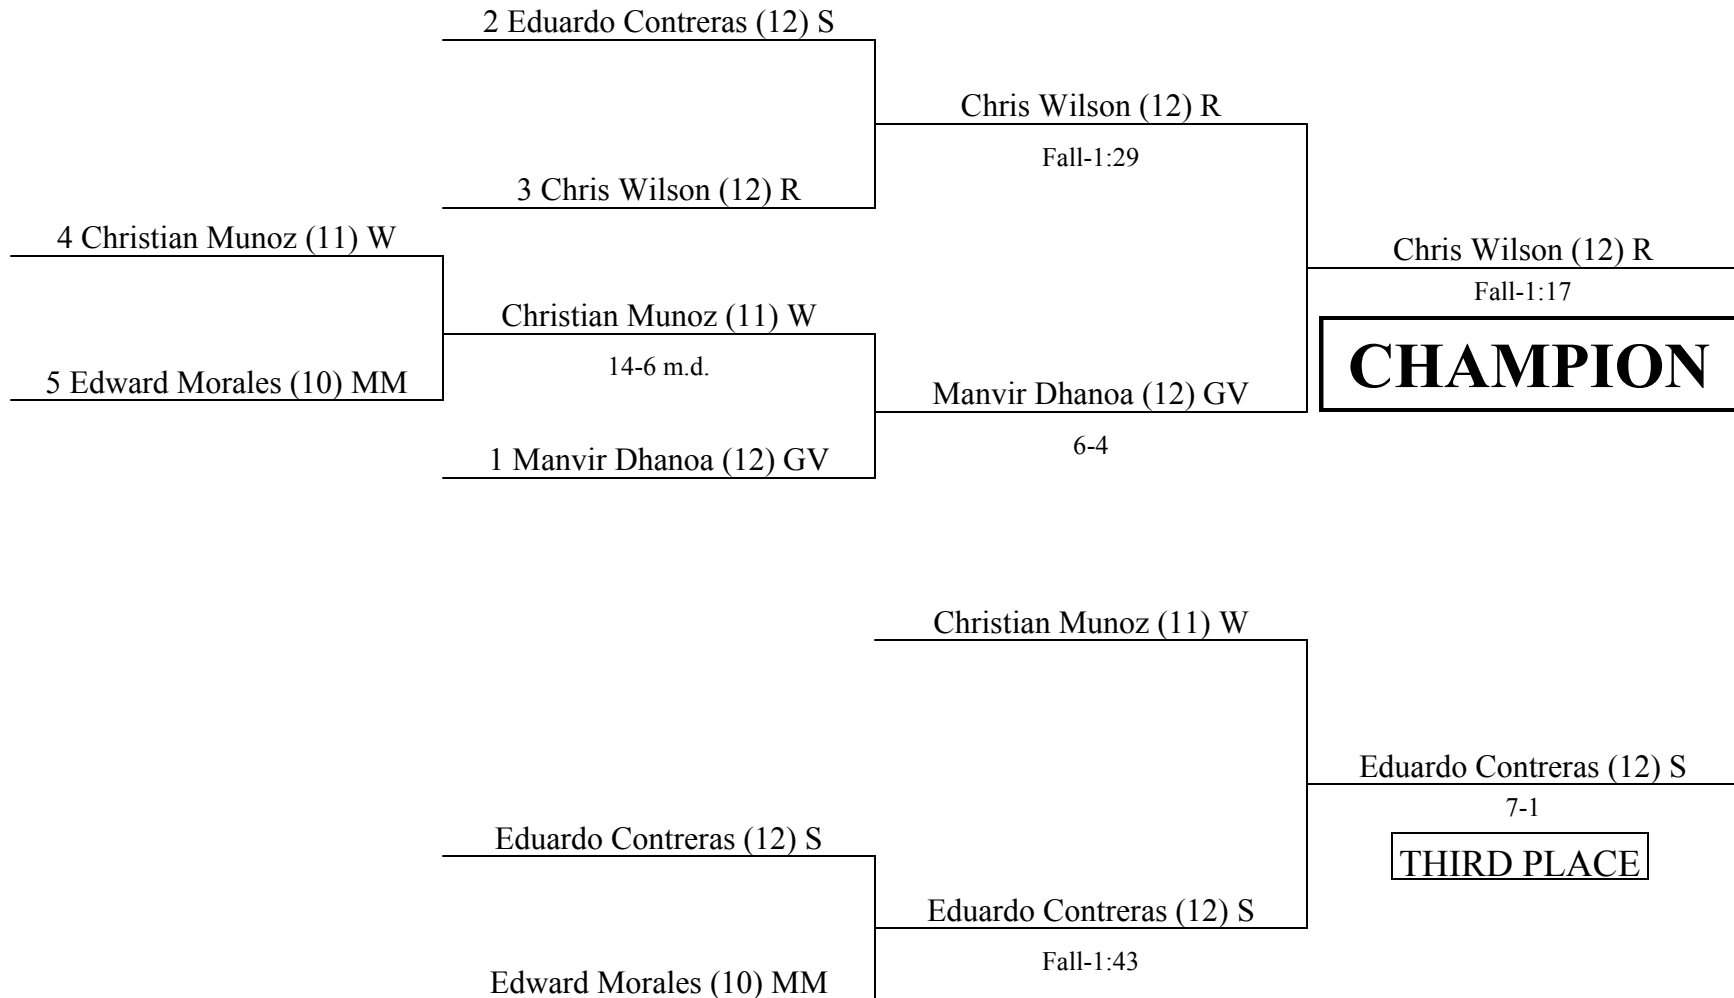 2 Eduardo Contreras (12) S
Chris Wilson (12) R
Fall-1:29
3 Chris Wilson (12) R
4 Christian Munoz (11) W
Chris Wilson (12) R
Fall-1:17
Christian Munoz (11) W
14-6 m.d.
CHAMPION
5 Edward Morales (10) MM
Manvir Dhanoa (12) GV
6-4
1 Manvir Dhanoa (12) GV
Christian Munoz (11) W
Eduardo Contreras (12) S
7-1
Eduardo Contreras (12) S
THIRD PLACE
Eduardo Contreras (12) S
Fall-1:43
Edward Morales (10) MM